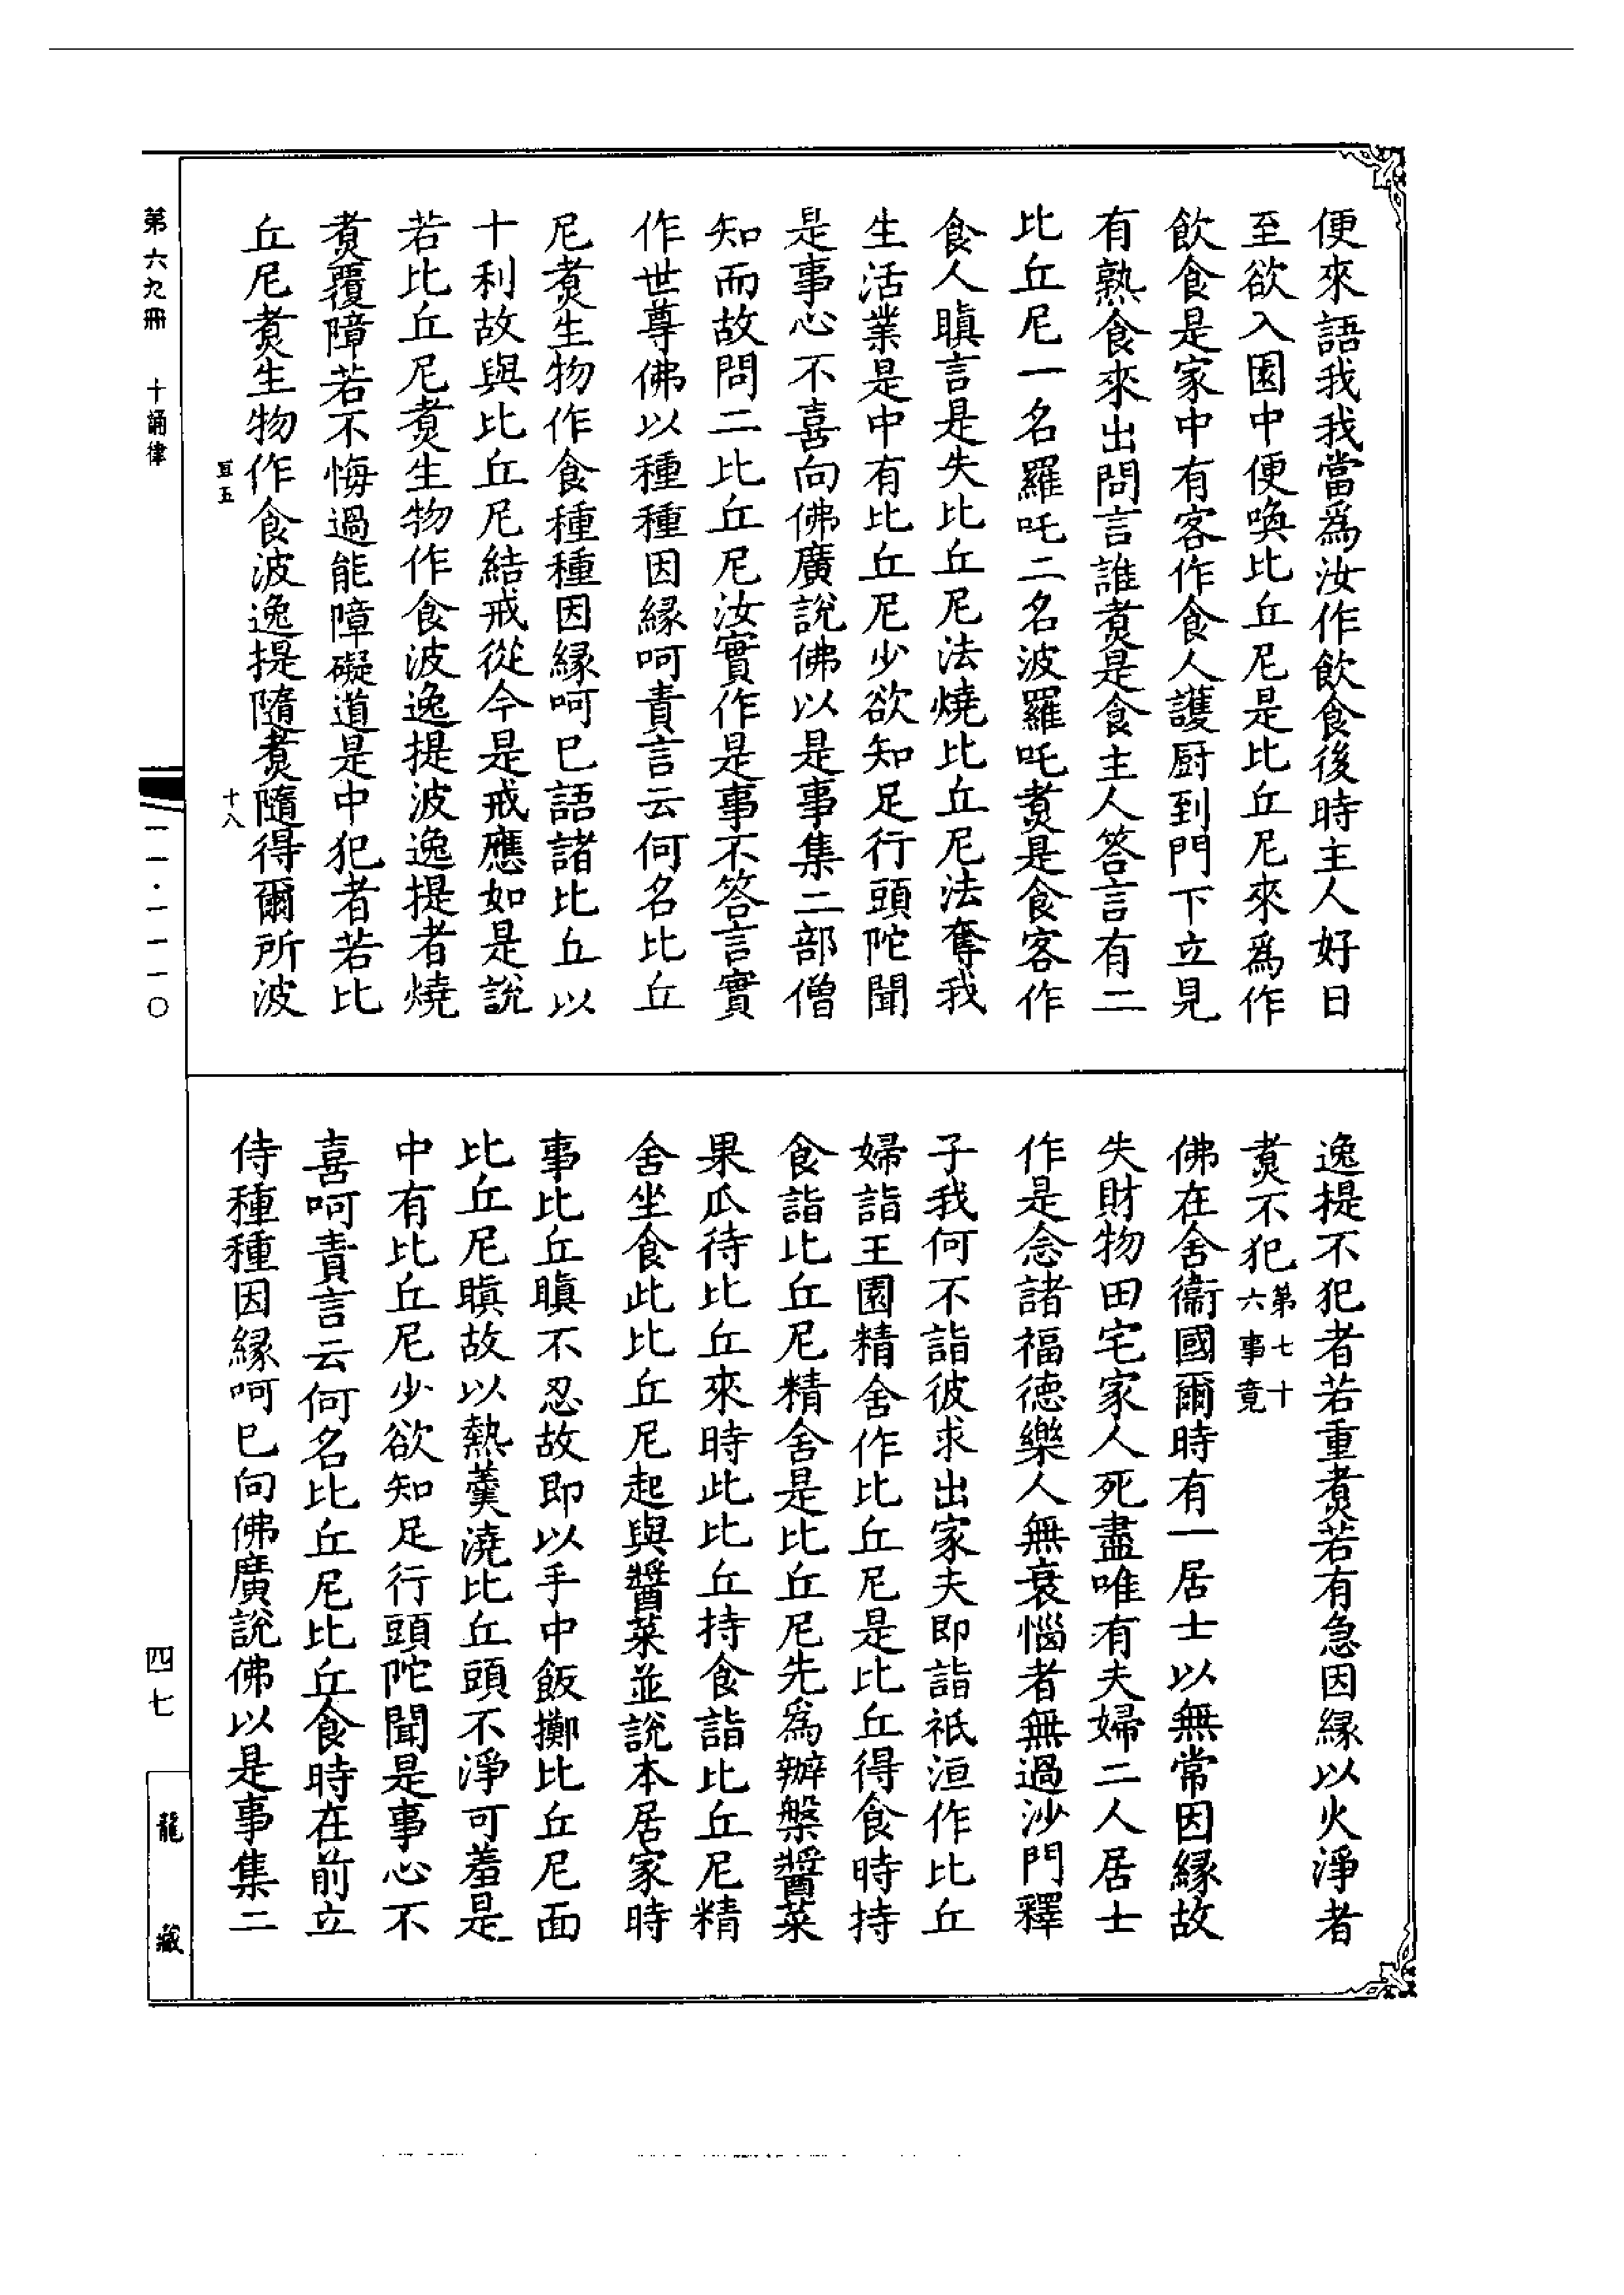 便來語我我當爲汝作飲食後時主人好日
至欲入園中便喚比丘尼是比丘尼來爲作
飲食是家中有客作食人護厨到門下立見
有熟食來出問言誰煑是食主人答言有二
比丘尼一名羅吒二名波羅吒煑是食客作
食人瞋言是失比丘尼法燒比丘尼法奪我
生活業是中有比丘尼少欲知足行頭陀聞
是事心不喜向佛廣說佛以是事集二部僧
知而故問二比丘尼汝實作是事不答言實
作世尊佛以種種因緣呵責言云何名比丘
尼煑生物作食種種因緣呵已語諸比丘以
十利故與比丘尼結戒從今是戒應如是說
若比丘尼煑生物作食波逸提波逸提者燒
煑覆障若不悔過能障礙道是中犯者若比
丘尼煑生物作食波逸提隨煑隨得爾所波
逸提不犯者若重煑若有急因緣以火淨者
煑不犯第七十六事竟
佛在舍衞國爾時有一居士以無常因緣故
失財物田宅家人死盡唯有夫婦二人居士
作是念諸福德樂人無衰惱者無過沙門釋
子我何不詣彼求出家夫即詣祇洹作比丘
婦詣王園精舍作比丘尼是比丘得食時持
食詣比丘尼精舍是比丘尼先爲辦槃醬菜
果瓜待比丘來時此比丘持食詣比丘尼精
舍坐食此比丘尼起與醬菜並說本居家時
事比丘瞋不忍故即以手中飯擲比丘尼面
比丘尼瞋故以熱羹澆比丘頭不淨可羞是
中有比丘尼少欲知足行頭陀聞是事心不
喜呵責言云何名比丘尼比丘食時在前立
侍種種因緣呵已向佛廣說佛以是事集二
第六九冊 十誦律
宜五 十八
一一·一一一〇
四七
龍藏